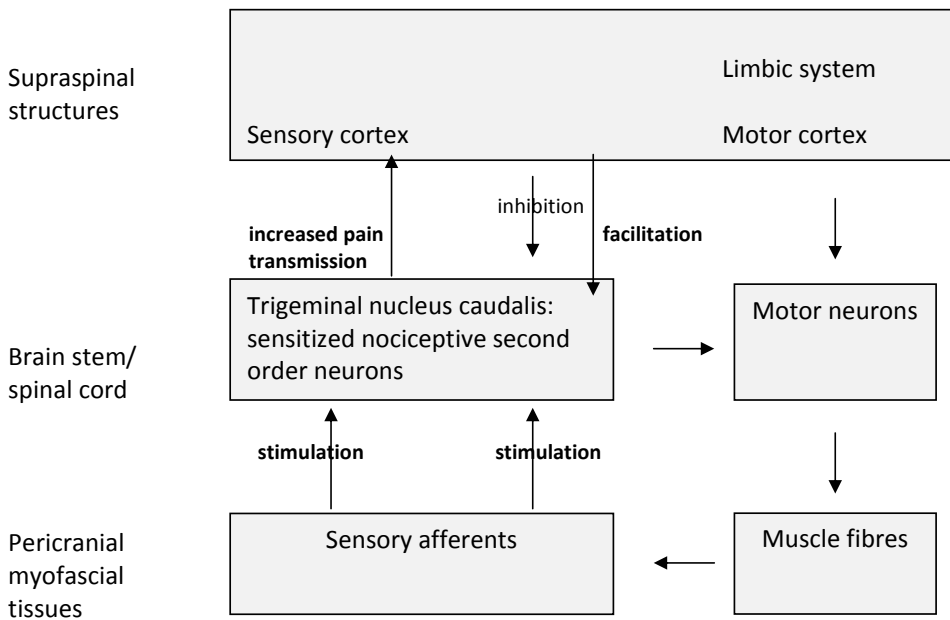 Supraspinal
structures
Limbic system
Sensory cortex
Motor cortex
inhibition
increased pain
transmission
facilitation
Brain stem/
spinal cord
Trigeminal nucleus caudalis:
sensitized nociceptive second
order neurons
Motor neurons
stimulation
stimulation
Pericranial
myofascial
tissues
Sensory afferents
Muscle fibres